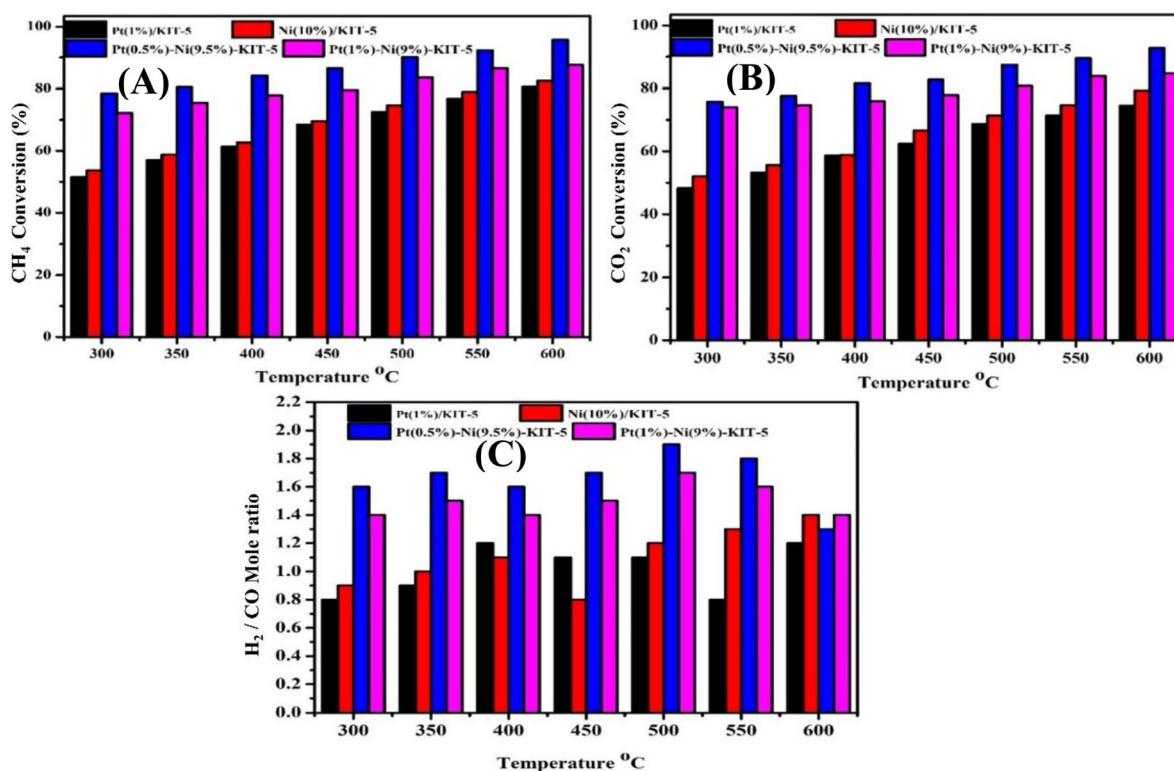 Pt(1%)/KIT-5 Ni(10%)/KIT-5
Pt(0.5%)-Ni(9.5%)-KIT-5 Pt(1%)-Ni(9%)-KIT-5
(A)
100
80
60
40
20
0
CH4 Conversion (%)
300 350 400 450 500 550 600
Temperature °C
Pt(1%)/KIT-5 Ni(10%)/KIT-5
Pt(0.5%)-Ni(9.5%)-KIT-5 Pt(1%)-Ni(9%)-KIT-5
(B)
100
80
60
40
20
0
CO2 Conversion (%)
300 350 400 450 500 550 600
Temperature °C
Pt(1%)/KIT-5 Ni(10%)/KIT-5
Pt(0.5%)-Ni(9.5%)-KIT-5 Pt(1%)-Ni(9%)-KIT-5
(C)
2.2
2.0
1.8
1.6
1.4
1.2
1.0
0.8
0.6
0.4
0.2
0.0
H2 / CO Mole ratio
300 350 400 450 500 550 600
Temperature °C